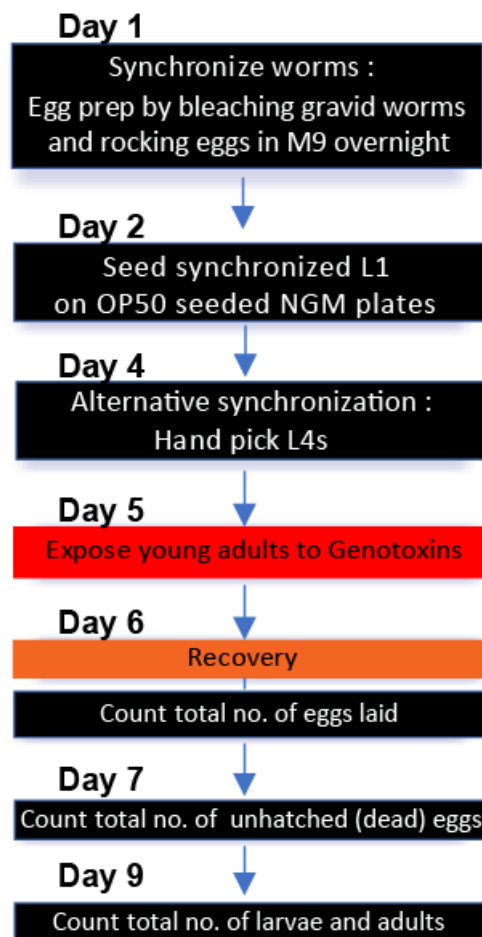 Day 1
Synchronize worms :
Egg prep by bleaching gravid worms
and rocking eggs in M9 overnight
Day 2
Seed synchronized L1
on OP50 seeded NGM plates
Day 4
Alternative synchronization :
Hand pick L4s
Day 5
Expose young adults to Genotoxins
Day 6
Recovery
Count total no. of eggs laid
Day 7
Count total no. of unhatched (dead) eggs
Day 9
Count total no. of larvae and adults